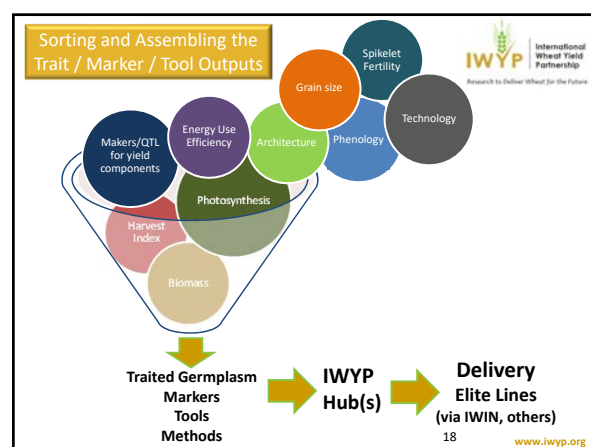 Sorting and Assembling the
Trait / Marker / Tool Outputs
IWYP
International
Wheat Yield
Partnership
Research to Deliver Wheat for the Future
Spikelet
Fertility
Grain size
Technology
Phenology
Architecture
Energy Use
Efficiency
Makers/QTL
for yield
components
Photosynthesis
Harvest
Index
Biomass
Traited Germplasm
Markers
Tools
Methods
IWYP
Hub(s)
Delivery
Elite Lines
(via IWIN, others)
18
www.iwyp.org